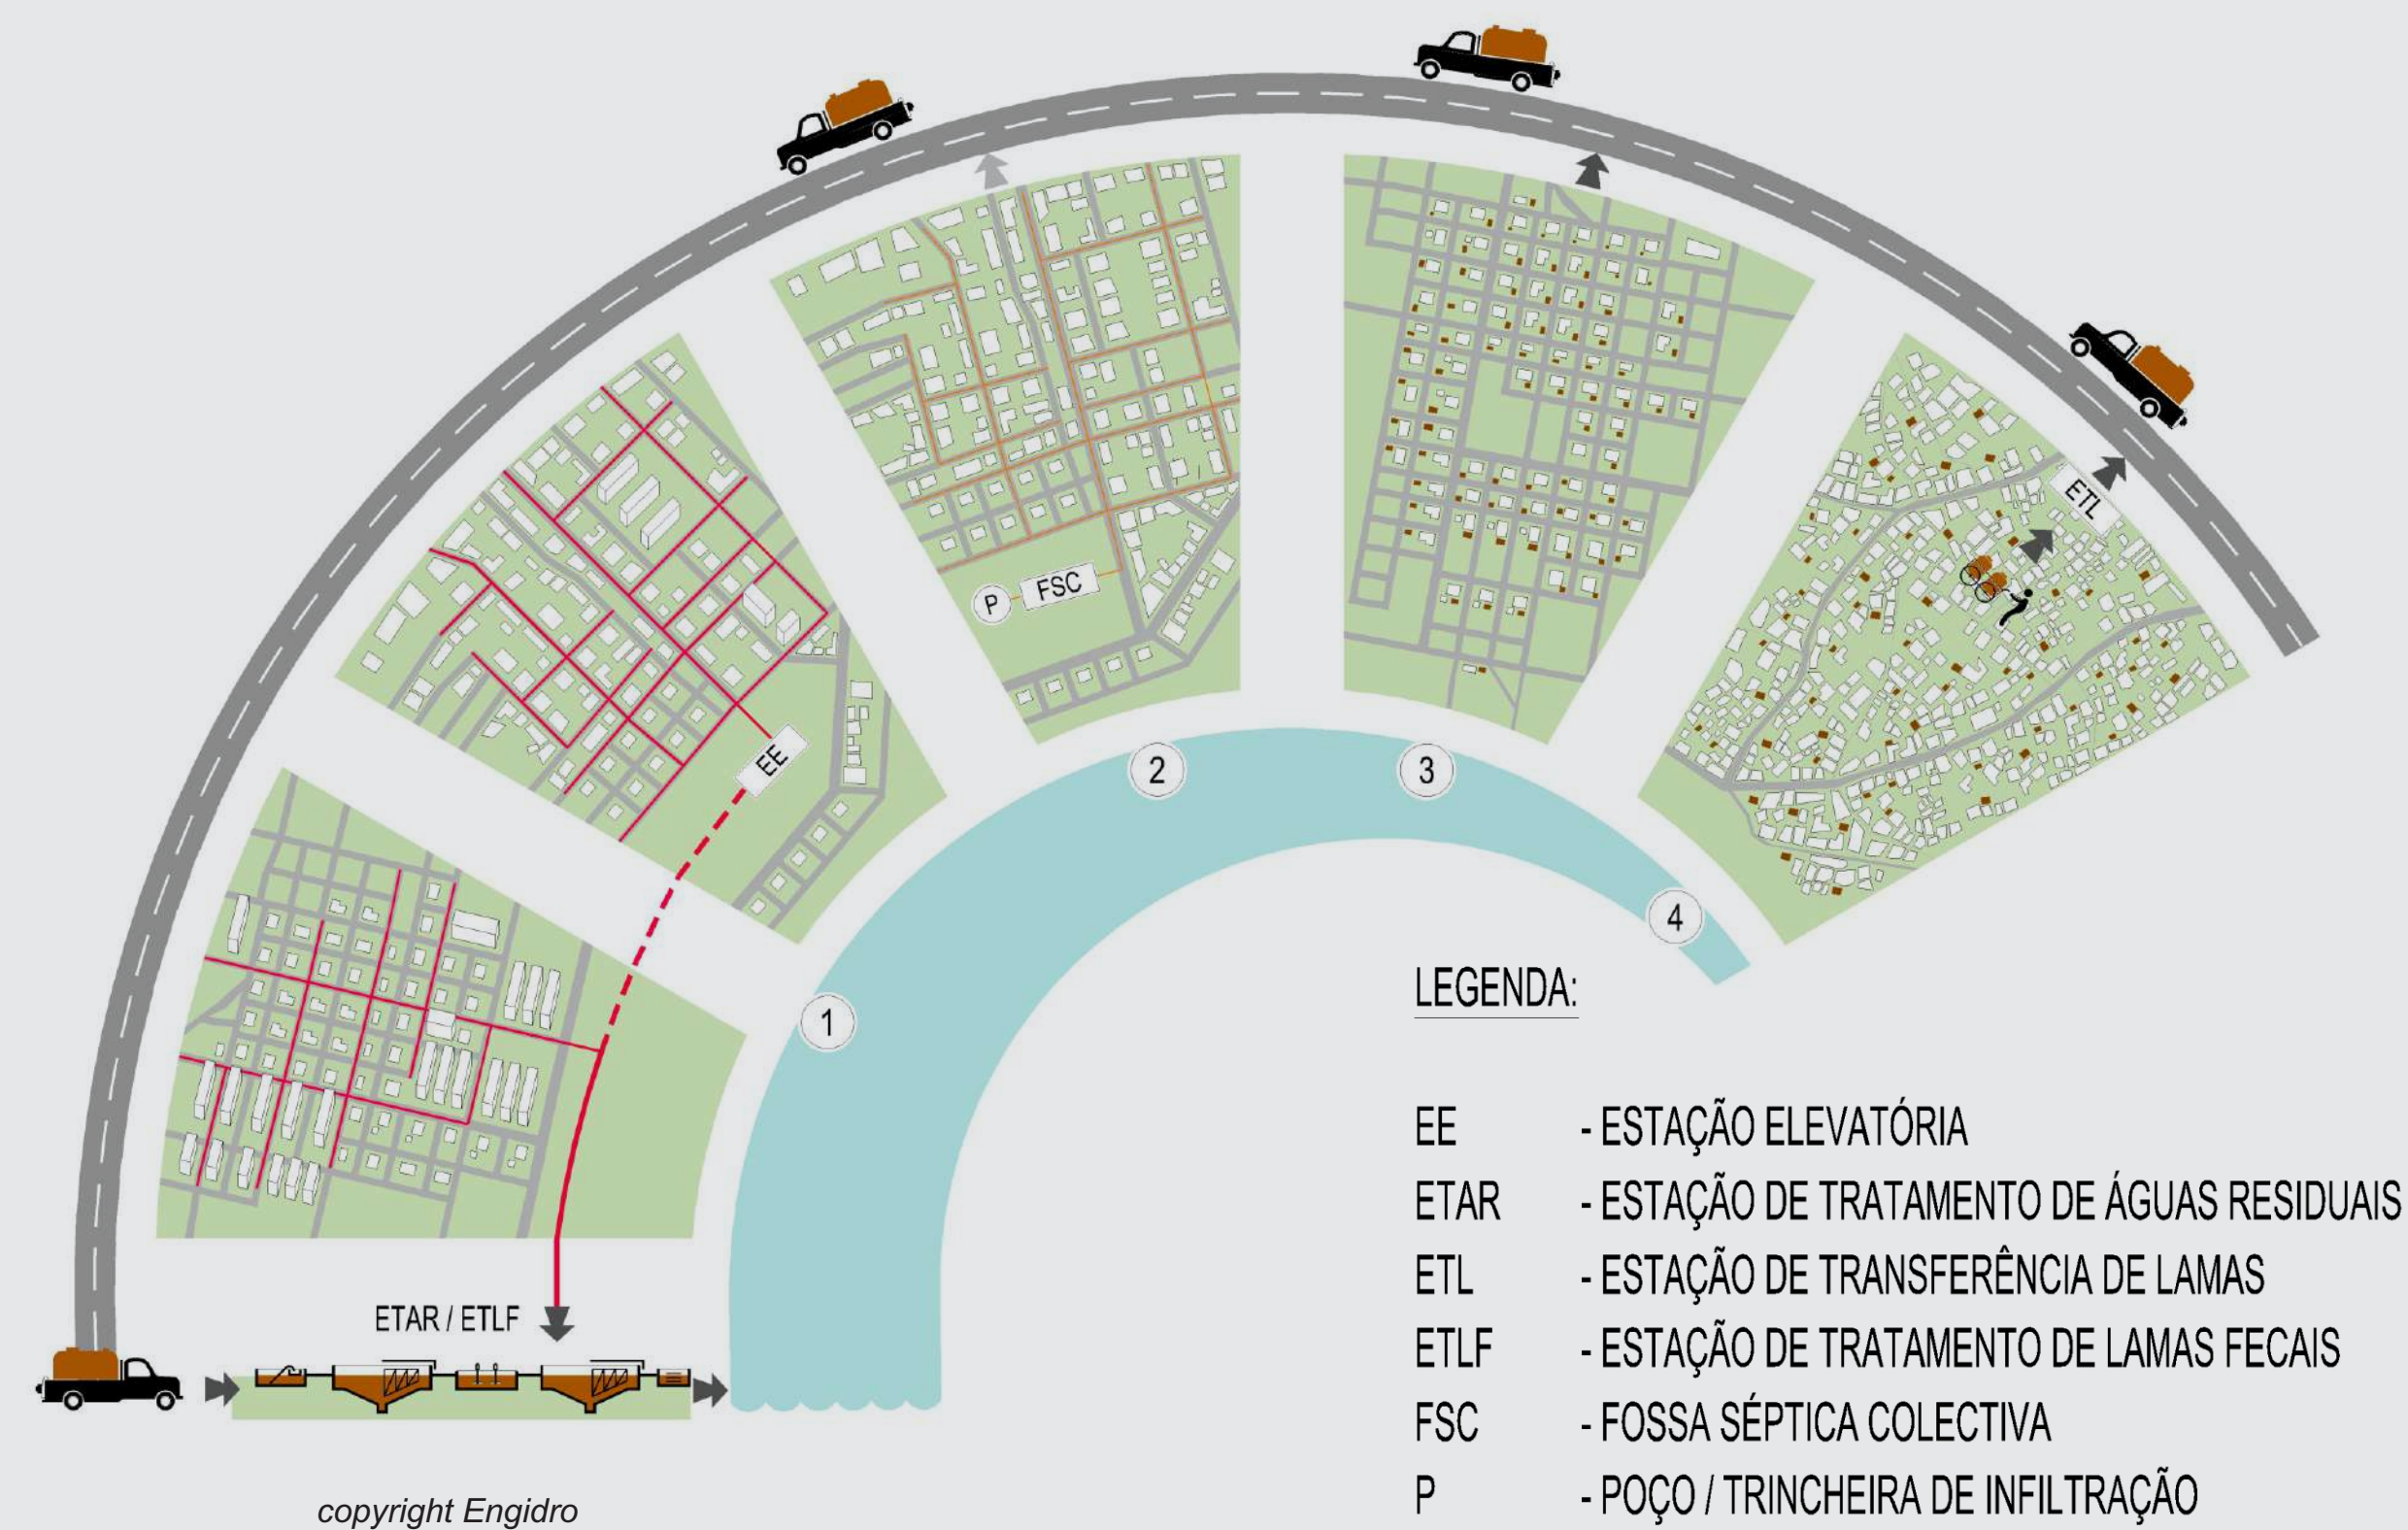 ETL
P
FSC
EE
2
3
4
1
ETAR / ETLF
LEGENDA:
EE - ESTAÇÃO ELEVATÓRIA
ETAR - ESTAÇÃO DE TRATAMENTO DE ÁGUAS RESIDUAIS
ETL - ESTAÇÃO DE TRANSFERÊNCIA DE LAMAS
ETLF - ESTAÇÃO DE TRATAMENTO DE LAMAS FECAIS
FSC - FOSSA SÉPTICA COLECTIVA
P - POÇO / TRINCHEIRA DE INFILTRAÇÃO
copyright Engidro